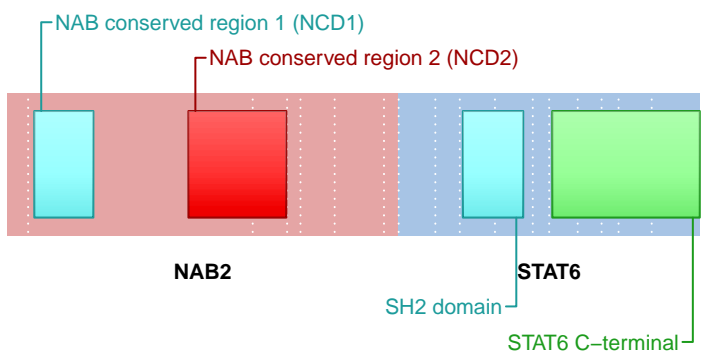 NAB conserved region 1 (NCD1)
NAB conserved region 2 (NCD2)
NAB2
STAT6
SH2 domain
STAT6 C−terminal